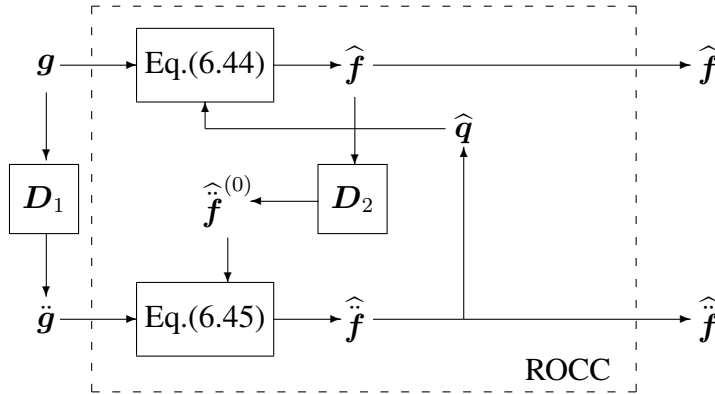 g Eq.(6.44) f̂ f̂
q̂
D₁ f̈̂⁽⁰⁾ D₂
g̈ Eq.(6.45) f̈̂ f̈̂
ROCC